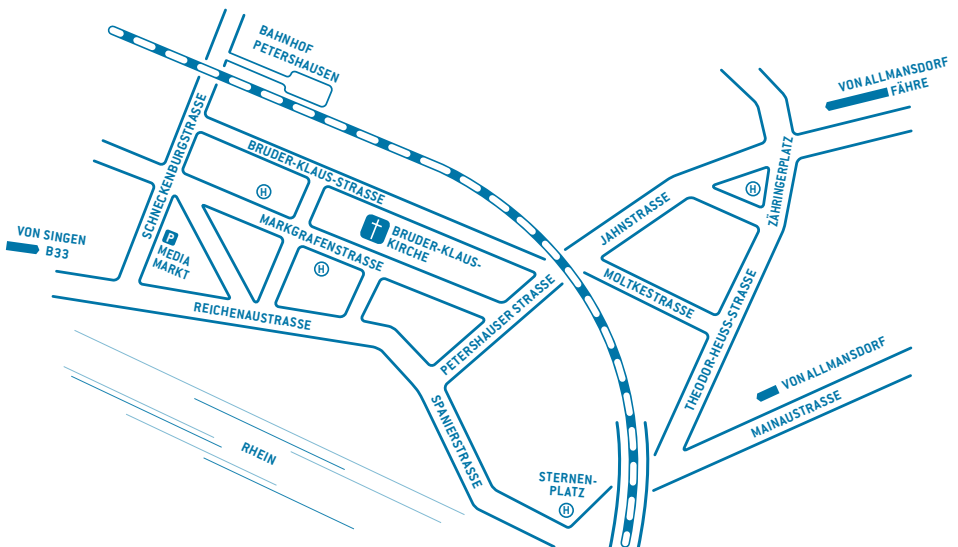 BAHNHOF
PETERSHAUSEN
VON ALLMANSDORF
FÄHRE
SCHNECKENBURGSTRASSE
BRUDER-KLAUS-STRASSE
ZÄHRINGERPLATZ
H
H
JAHNSTRASSE
MARKGRAFENSTRASSE
BRUDER-KLAUS-
KIRCHE
VON SINGEN
B33
P
MEDIA
MARKT
H
MOLTKESTRASSE
PETERSHAUSER STRASSE
REICHENAUSTRASSE
THEODOR-HEUSS-STRASSE
VON ALLMANSDORF
MAINAUSTRASSE
SPANIERSTRASSE
RHEIN
STERNEN-
PLATZ
H